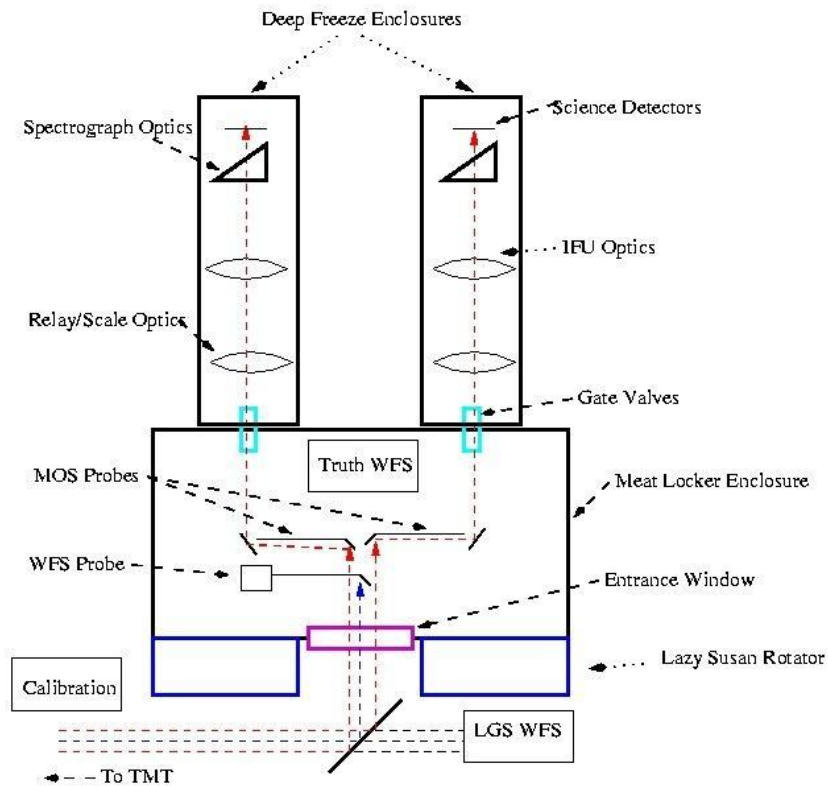 Deep Freeze Enclosures
Science Detectors
Spectrograph Optics
IFU Optics
Relay/Scale Optics
Gate Valves
Truth WFS
MOS Probes
Meat Locker Enclosure
WFS Probe
Entrance Window
Lazy Susan Rotator
Calibration
LGS WFS
To TMT